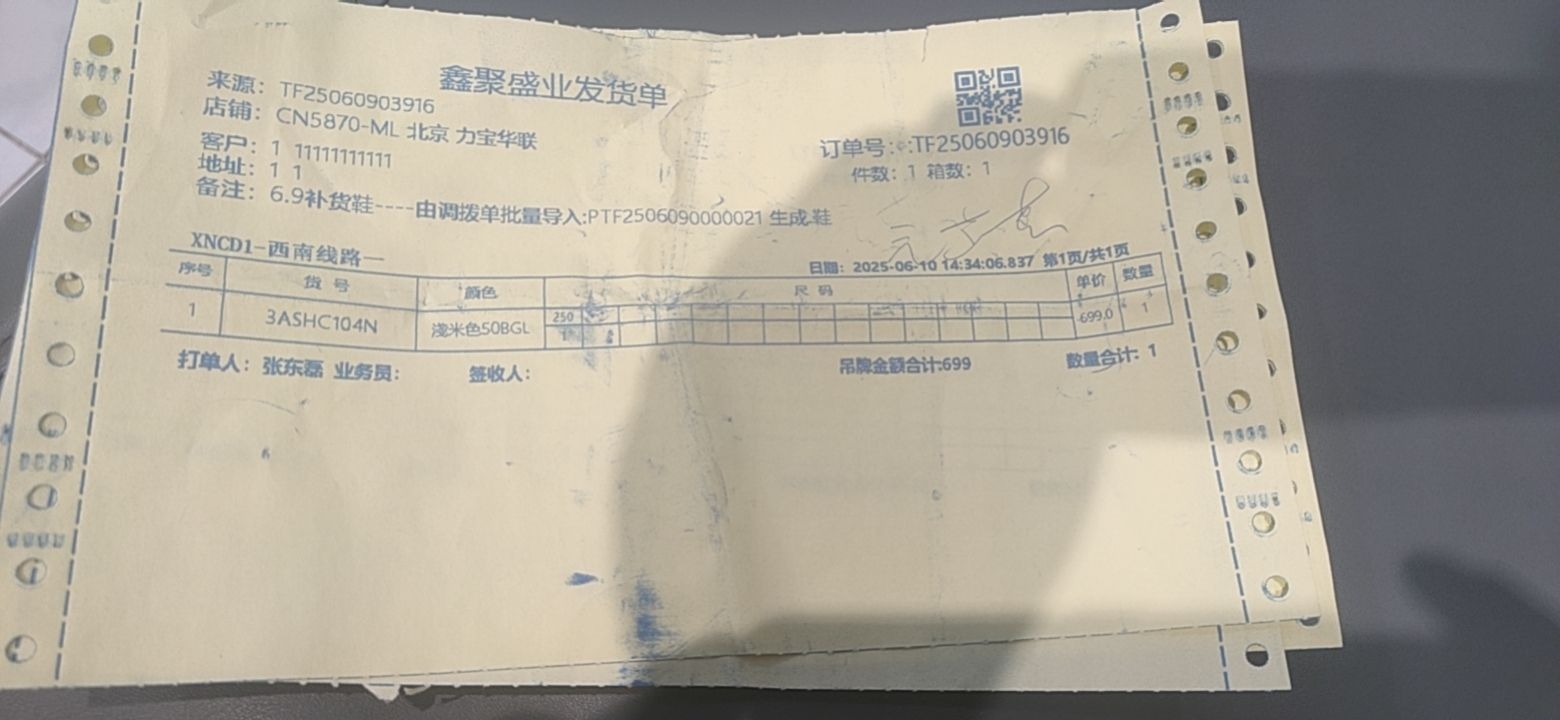 鑫聚盛业发货单
来源：TF25060903916
店铺：CN5870-ML 北京 力宝华联
客户：1 11111111111
地址：1 1
备注：6.9补货鞋----由调拨单批量导入:PTF2506090000021 生成.鞋
订单号：:TF25060903916
件数：1 箱数：1
XNCD1-西南线路一
日期：2025-06-10 14:34:06.837 第1页/共1页
序号 货 号 颜色 尺 码 单价 数量
1 3ASHC104N 浅米色50BGL 250 699.0 1
1
打单人：张东磊 业务员： 签收人： 吊牌金额合计:699 数量合计：1